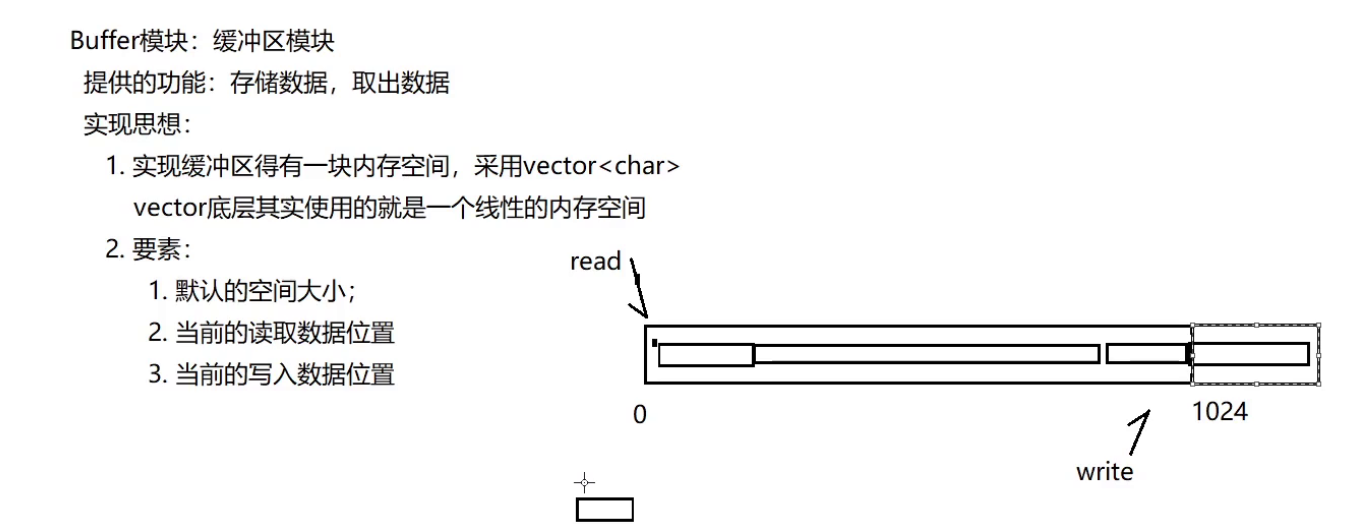 Buffer模块：缓冲区模块
提供的功能：存储数据，取出数据
实现思想：
1. 实现缓冲区得有一块内存空间，采用vector<char>
vector底层其实使用的就是一个线性的内存空间
2. 要素：
1. 默认的空间大小；
2. 当前的读取数据位置
3. 当前的写入数据位置
read
0
1024
write